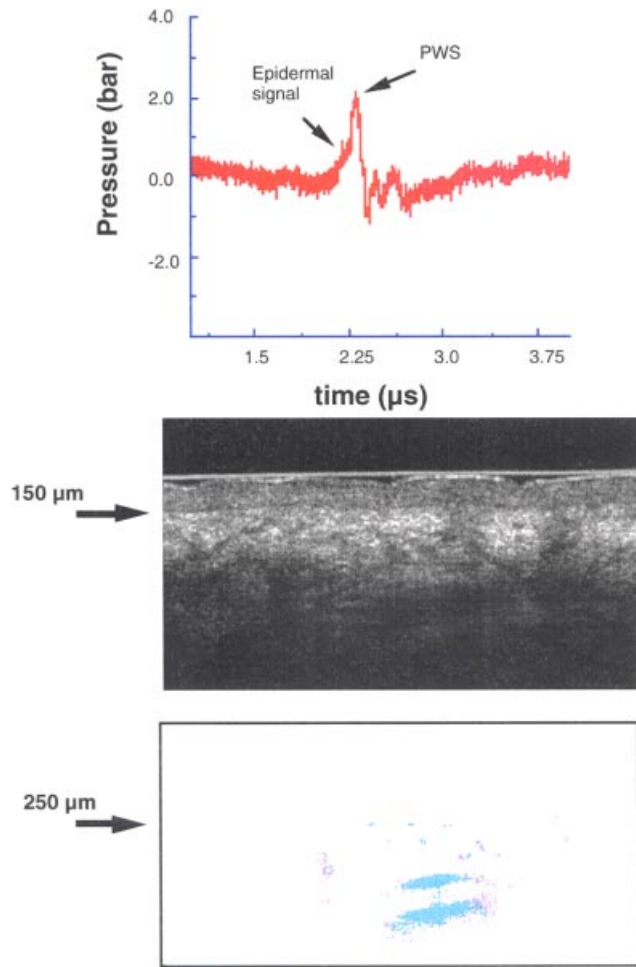 4.0
2.0
0.0
-2.0
Pressure (bar)
Epidermal
signal
PWS
1.5
2.25
3.0
3.75
time (µs)
150 µm
250 µm